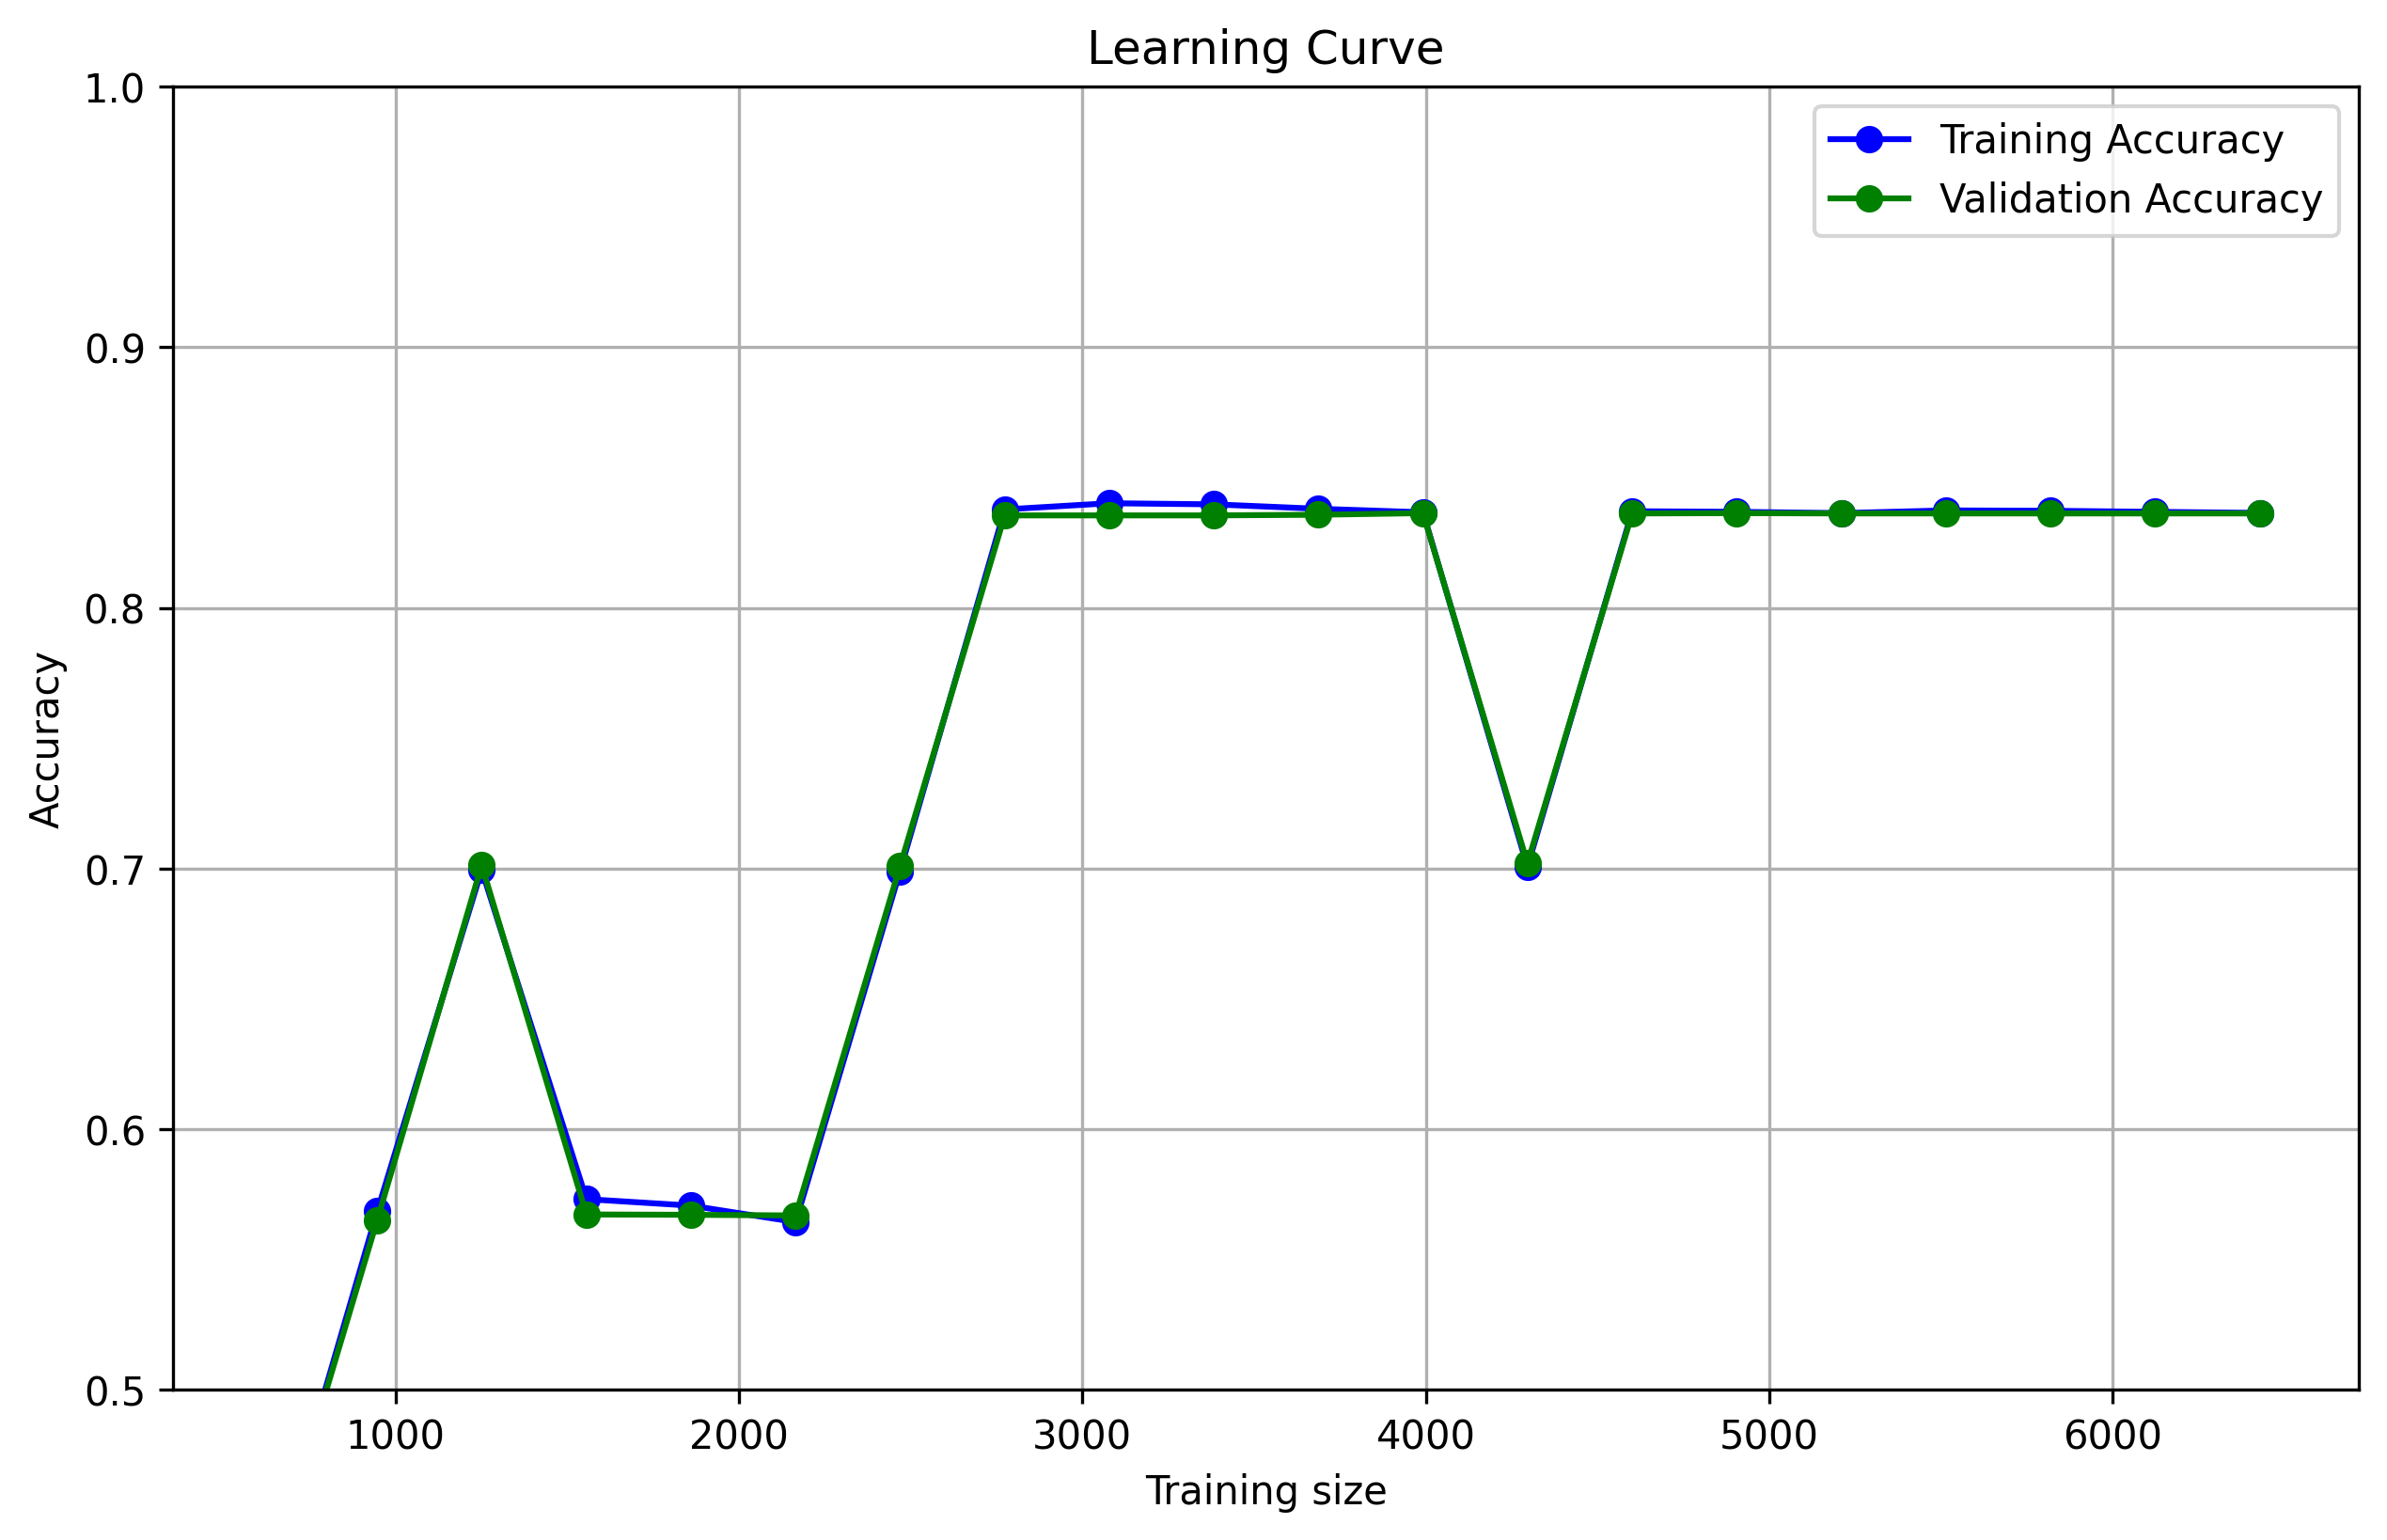 Learning Curve
1.0
0.9
0.8
0.7
0.6
0.5
Accuracy
Training Accuracy
Validation Accuracy
1000 2000 3000 4000 5000 6000
Training size